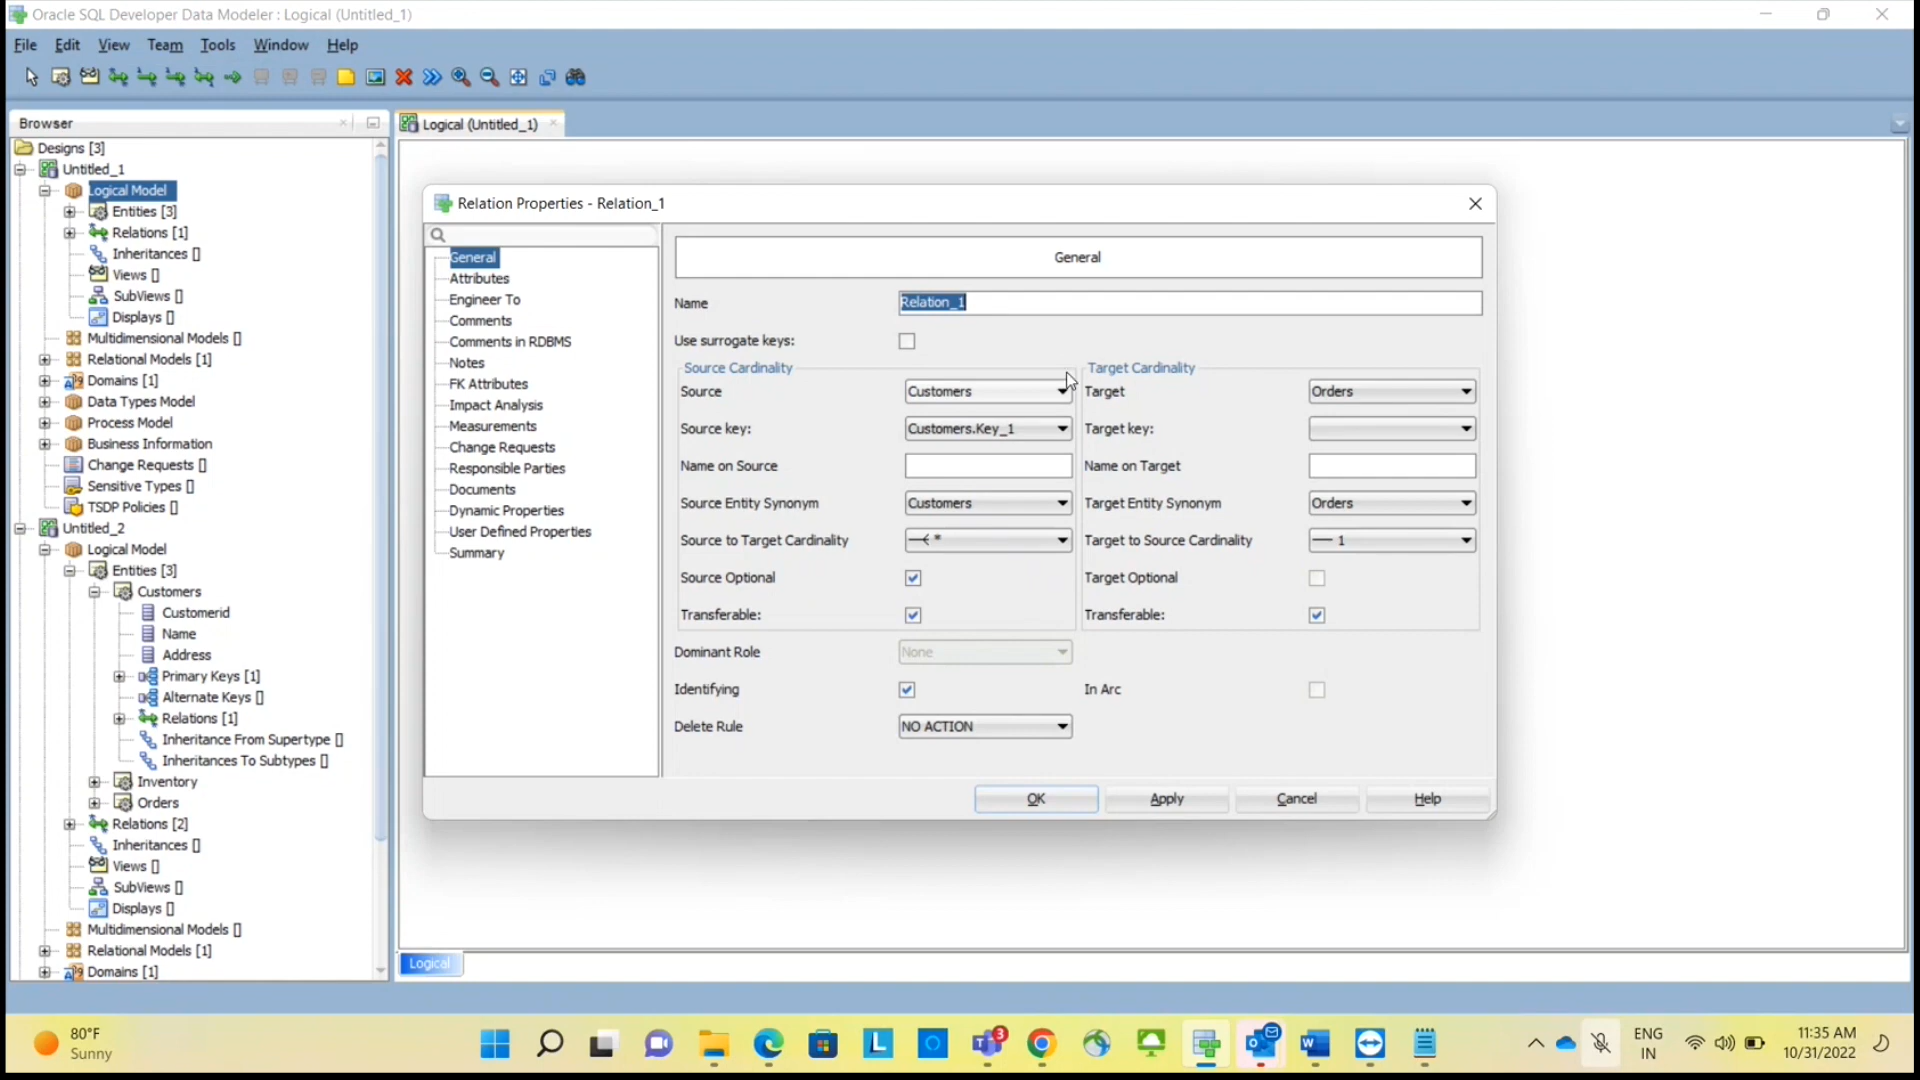 Oracle SQL Developer Data Modeler : Logical (Untitled_1)
File Edit View Team Tools Window Help
Browser
Logical (Untitled_1)
Designs [3]
Untitled_1
Logical Model
Entities [3]
Relations [1]
Inheritances []
Views []
SubViews []
Displays []
Multidimensional Models []
Relational Models [1]
Domains [1]
Data Types Model
Process Model
Business Information
Change Requests []
Sensitive Types []
TSDP Policies []
Untitled_2
Logical Model
Entities [3]
Customers
Customerid
Name
Address
Primary Keys [1]
Alternate Keys []
Relations [1]
Inheritance From Supertype []
Inheritances To Subtypes []
Inventory
Orders
Relations [2]
Inheritances []
Views []
SubViews []
Displays []
Multidimensional Models []
Relational Models [1]
Domains [1]
Relation Properties - Relation_1
General
Attributes
Engineer To
Comments
Comments in RDBMS
Notes
FK Attributes
Impact Analysis
Measurements
Change Requests
Responsible Parties
Documents
Dynamic Properties
User Defined Properties
Summary
General
Name Relation_1
Use surrogate keys:
Source Cardinality Target Cardinality
Source Customers Target Orders
Source key: Customers.Key_1 Target key:
Name on Source Name on Target
Source Entity Synonym Customers Target Entity Synonym Orders
Source to Target Cardinality * Target to Source Cardinality 1
Source Optional Target Optional
Transferable: Transferable:
Dominant Role None
Identifying In Arc
Delete Rule NO ACTION
OK Apply Cancel Help
Logical
80°F
Sunny
3
ENG
IN
11:35 AM
10/31/2022